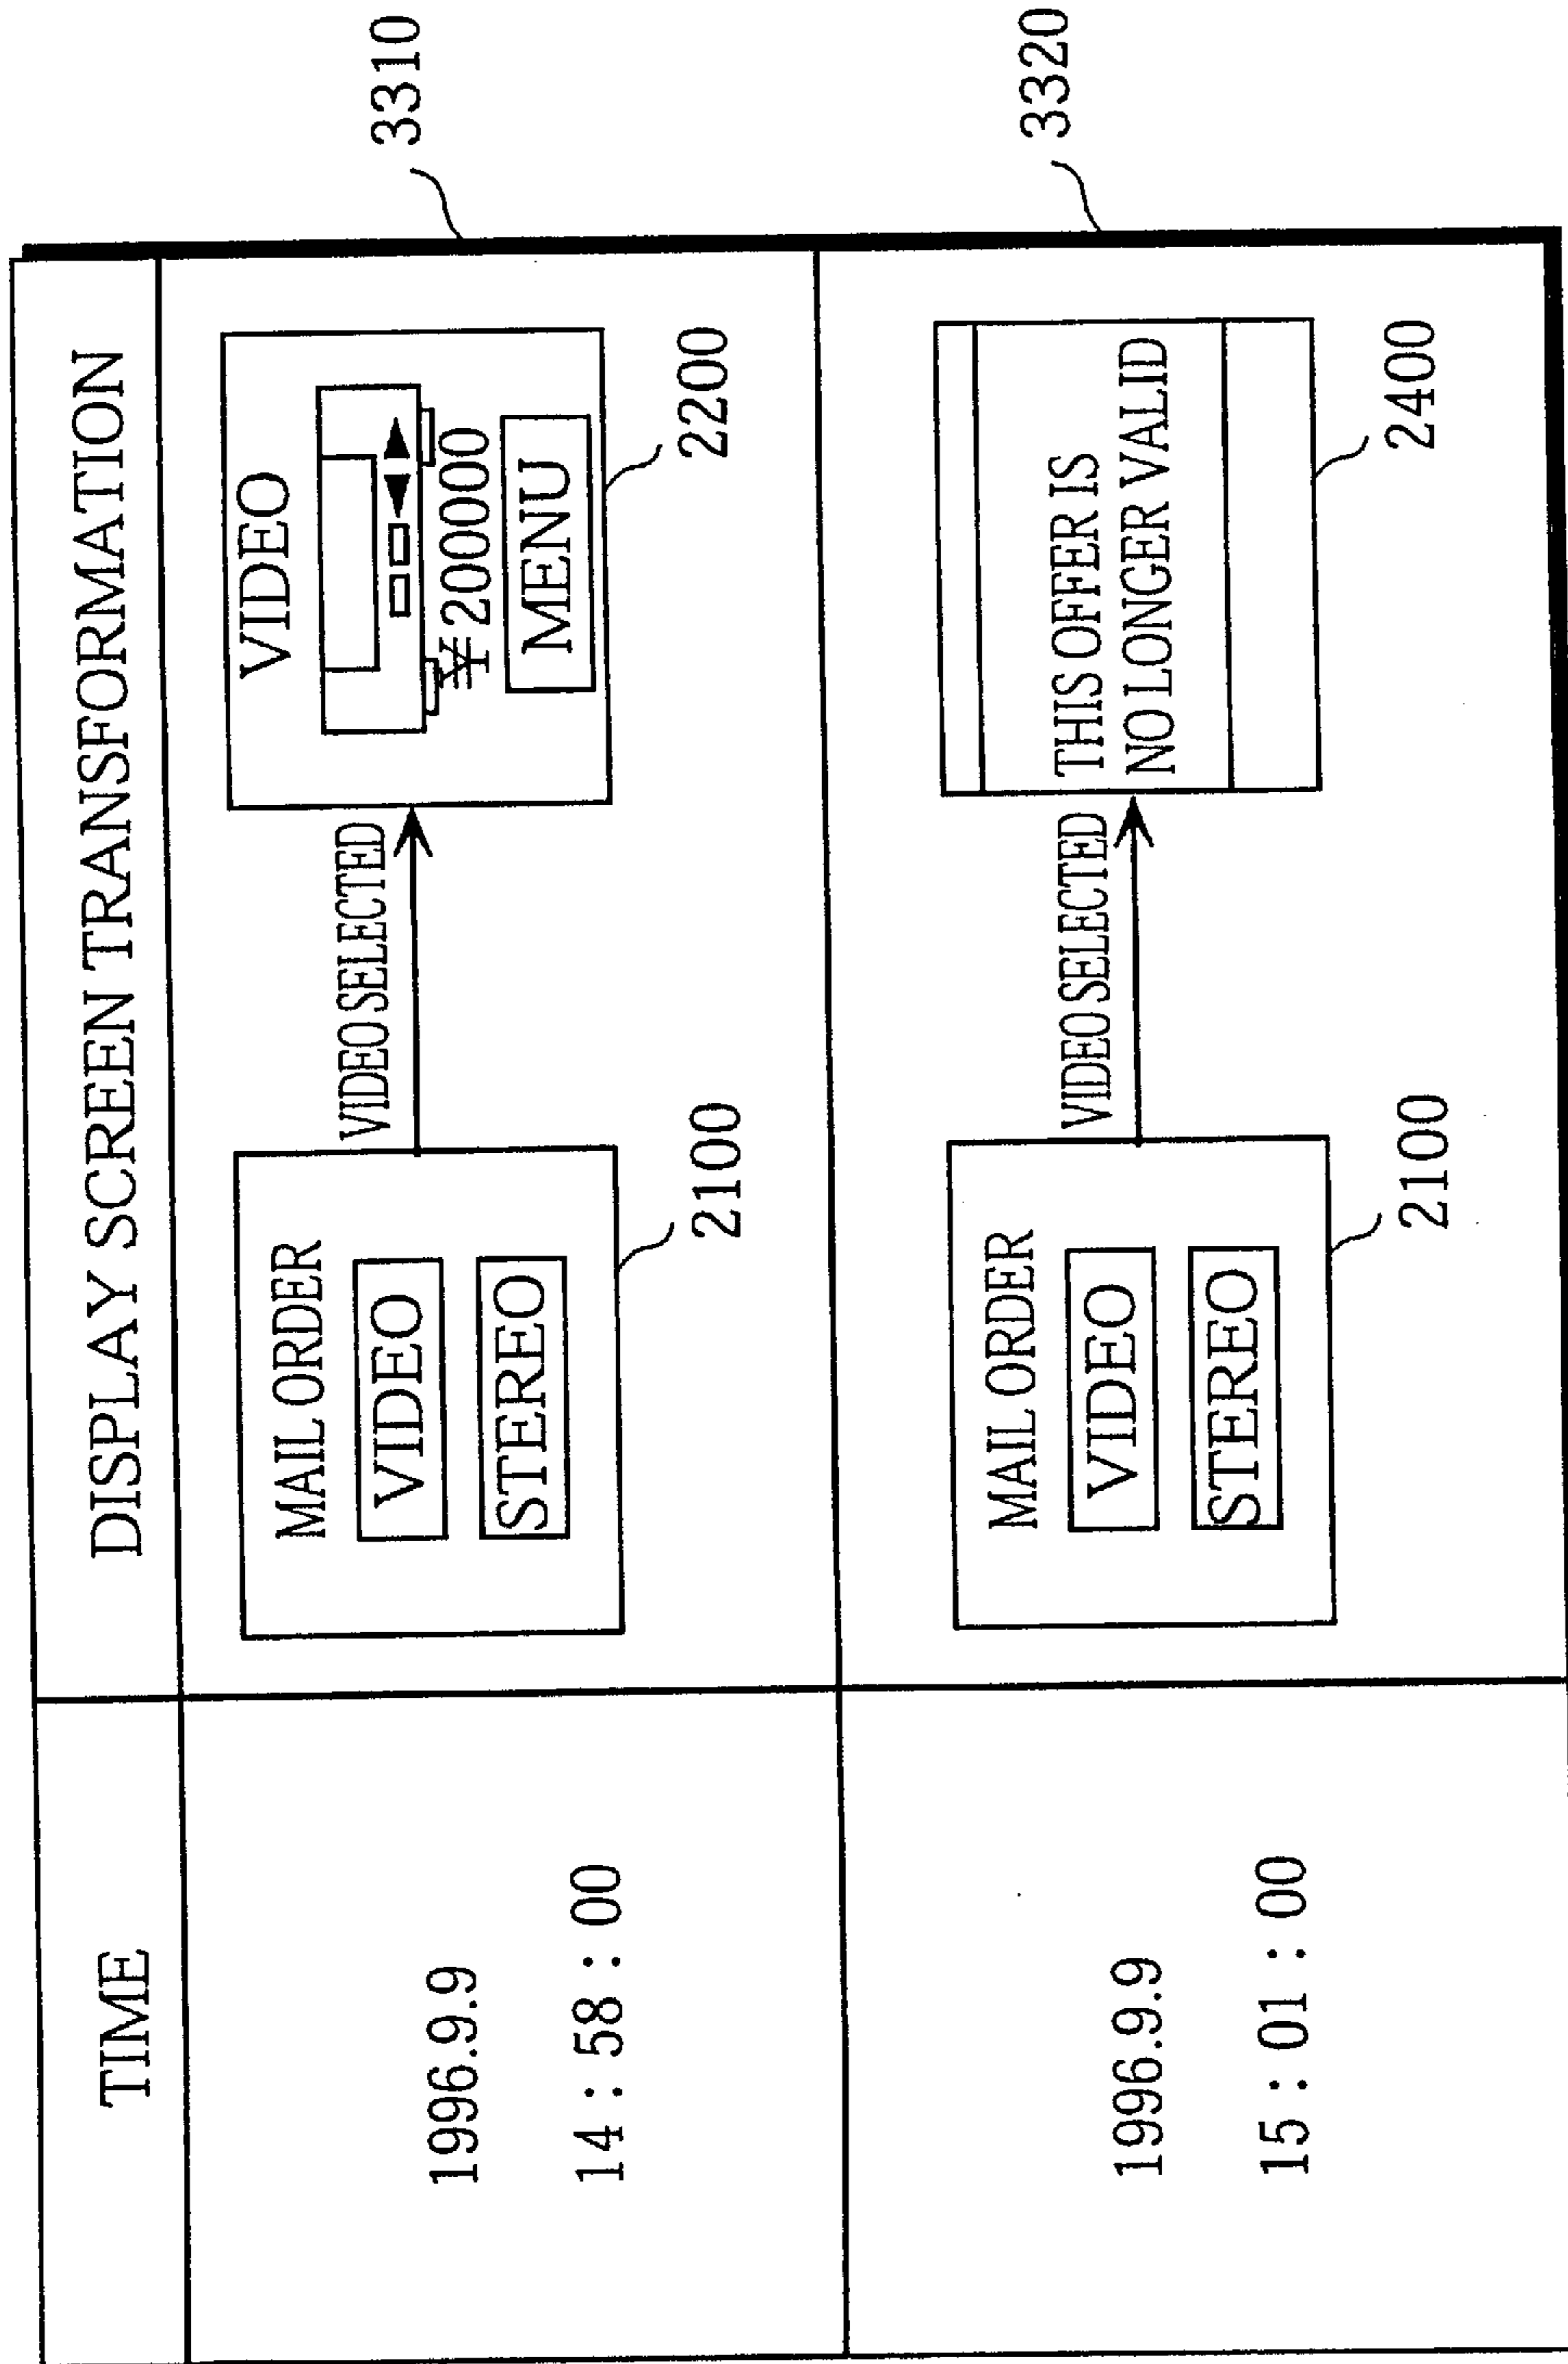 TIME
DISPLAY SCREEN TRANSFORMATION
1996.9.9
14 : 58 : 00
MAIL ORDER
VIDEO
STEREO
2100
VIDEO SELECTED
VIDEO
¥200000
MENU
2200
3310
1996.9.9
15 : 01 : 00
MAIL ORDER
VIDEO
STEREO
2100
VIDEO SELECTED
THIS OFFER IS
NO LONGER VALID
2400
3320